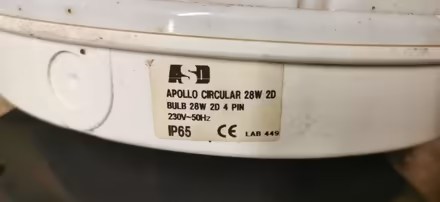 ASD
APOLLO CIRCULAR 28W 2D
BULB 28W 2D 4 PIN
230V~50Hz
IP65 CE LAB 449